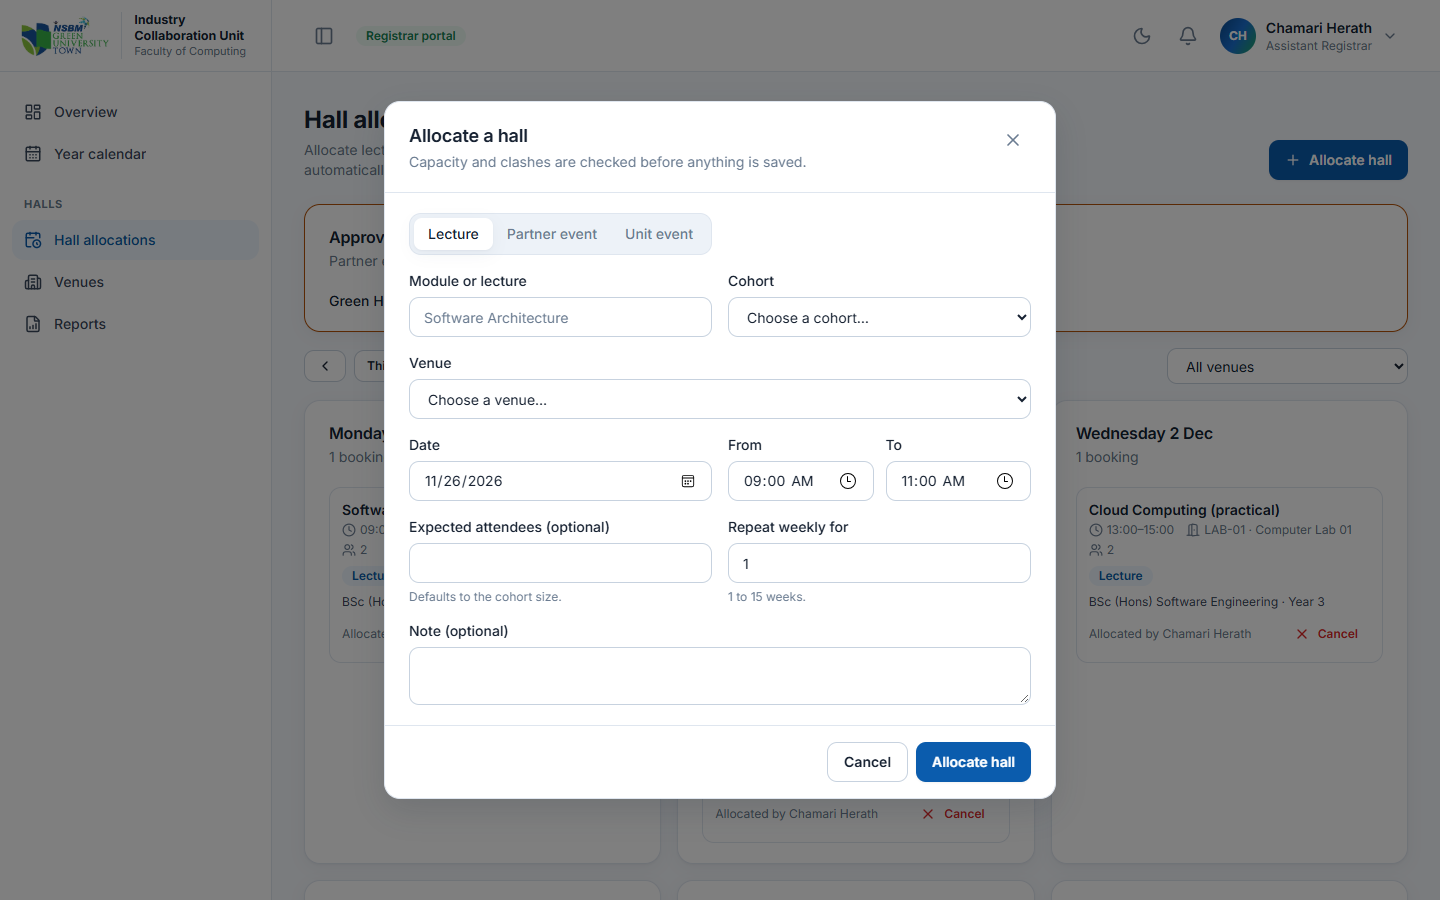 NSBM
GREEN
UNIVERSITY
TOWN
Industry
Collaboration Unit
Faculty of Computing
Registrar portal
CH
Chamari Herath
Assistant Registrar
Overview
Year calendar
HALLS
Hall allocations
Venues
Reports
Hall all
Allocate lect
automatically
Allocate hall
Approv
Partner e
Green H
Thi
All venues
Monday
1 bookin
Softwa
09:0
2
Lectu
BSc (Ho
Allocate
Allocate a hall
Capacity and clashes are checked before anything is saved.
Lecture Partner event Unit event
Module or lecture Cohort
Software Architecture Choose a cohort...
Venue
Choose a venue...
Date From To
11/26/2026 09:00 AM 11:00 AM
Expected attendees (optional) Repeat weekly for
1
Defaults to the cohort size. 1 to 15 weeks.
Note (optional)
Cancel Allocate hall
Allocated by Chamari Herath Cancel
Wednesday 2 Dec
1 booking
Cloud Computing (practical)
13:00–15:00 LAB-01 · Computer Lab 01
2
Lecture
BSc (Hons) Software Engineering · Year 3
Allocated by Chamari Herath Cancel